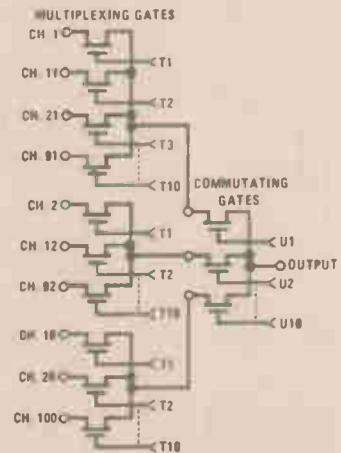 MULTIPLEXING GATES
CH 1
T1
CH 11
T2
CH 21
T3
CH 91
T10
COMMUTATING
GATES
CH 2
T1
U1
CH 12
OUTPUT
T2
U2
CH 92
T10
U10
CH 10
T1
CH 20
T2
CH 100
T10